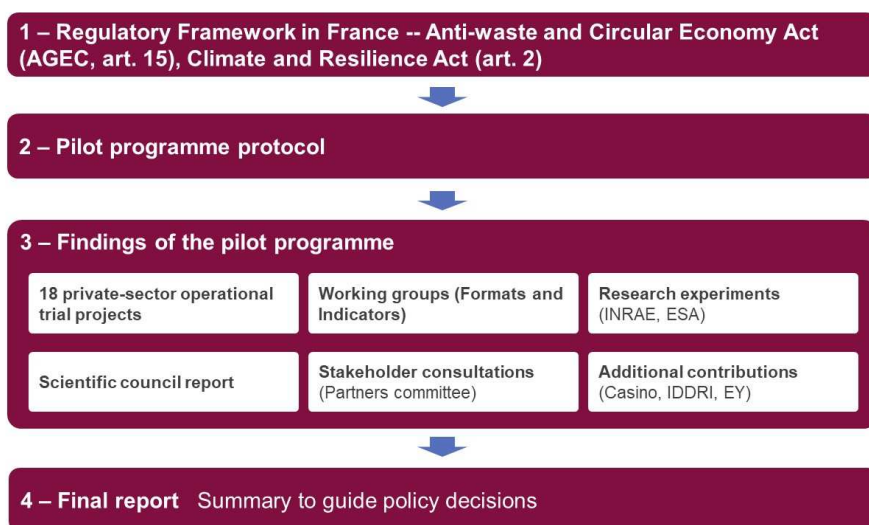 1 – Regulatory Framework in France -- Anti-waste and Circular Economy Act
(AGEC, art. 15), Climate and Resilience Act (art. 2)
2 – Pilot programme protocol
3 – Findings of the pilot programme
18 private-sector operational
trial projects
Working groups (Formats and
Indicators)
Research experiments
(INRAE, ESA)
Scientific council report
Stakeholder consultations
(Partners committee)
Additional contributions
(Casino, IDDRI, EY)
4 – Final report Summary to guide policy decisions